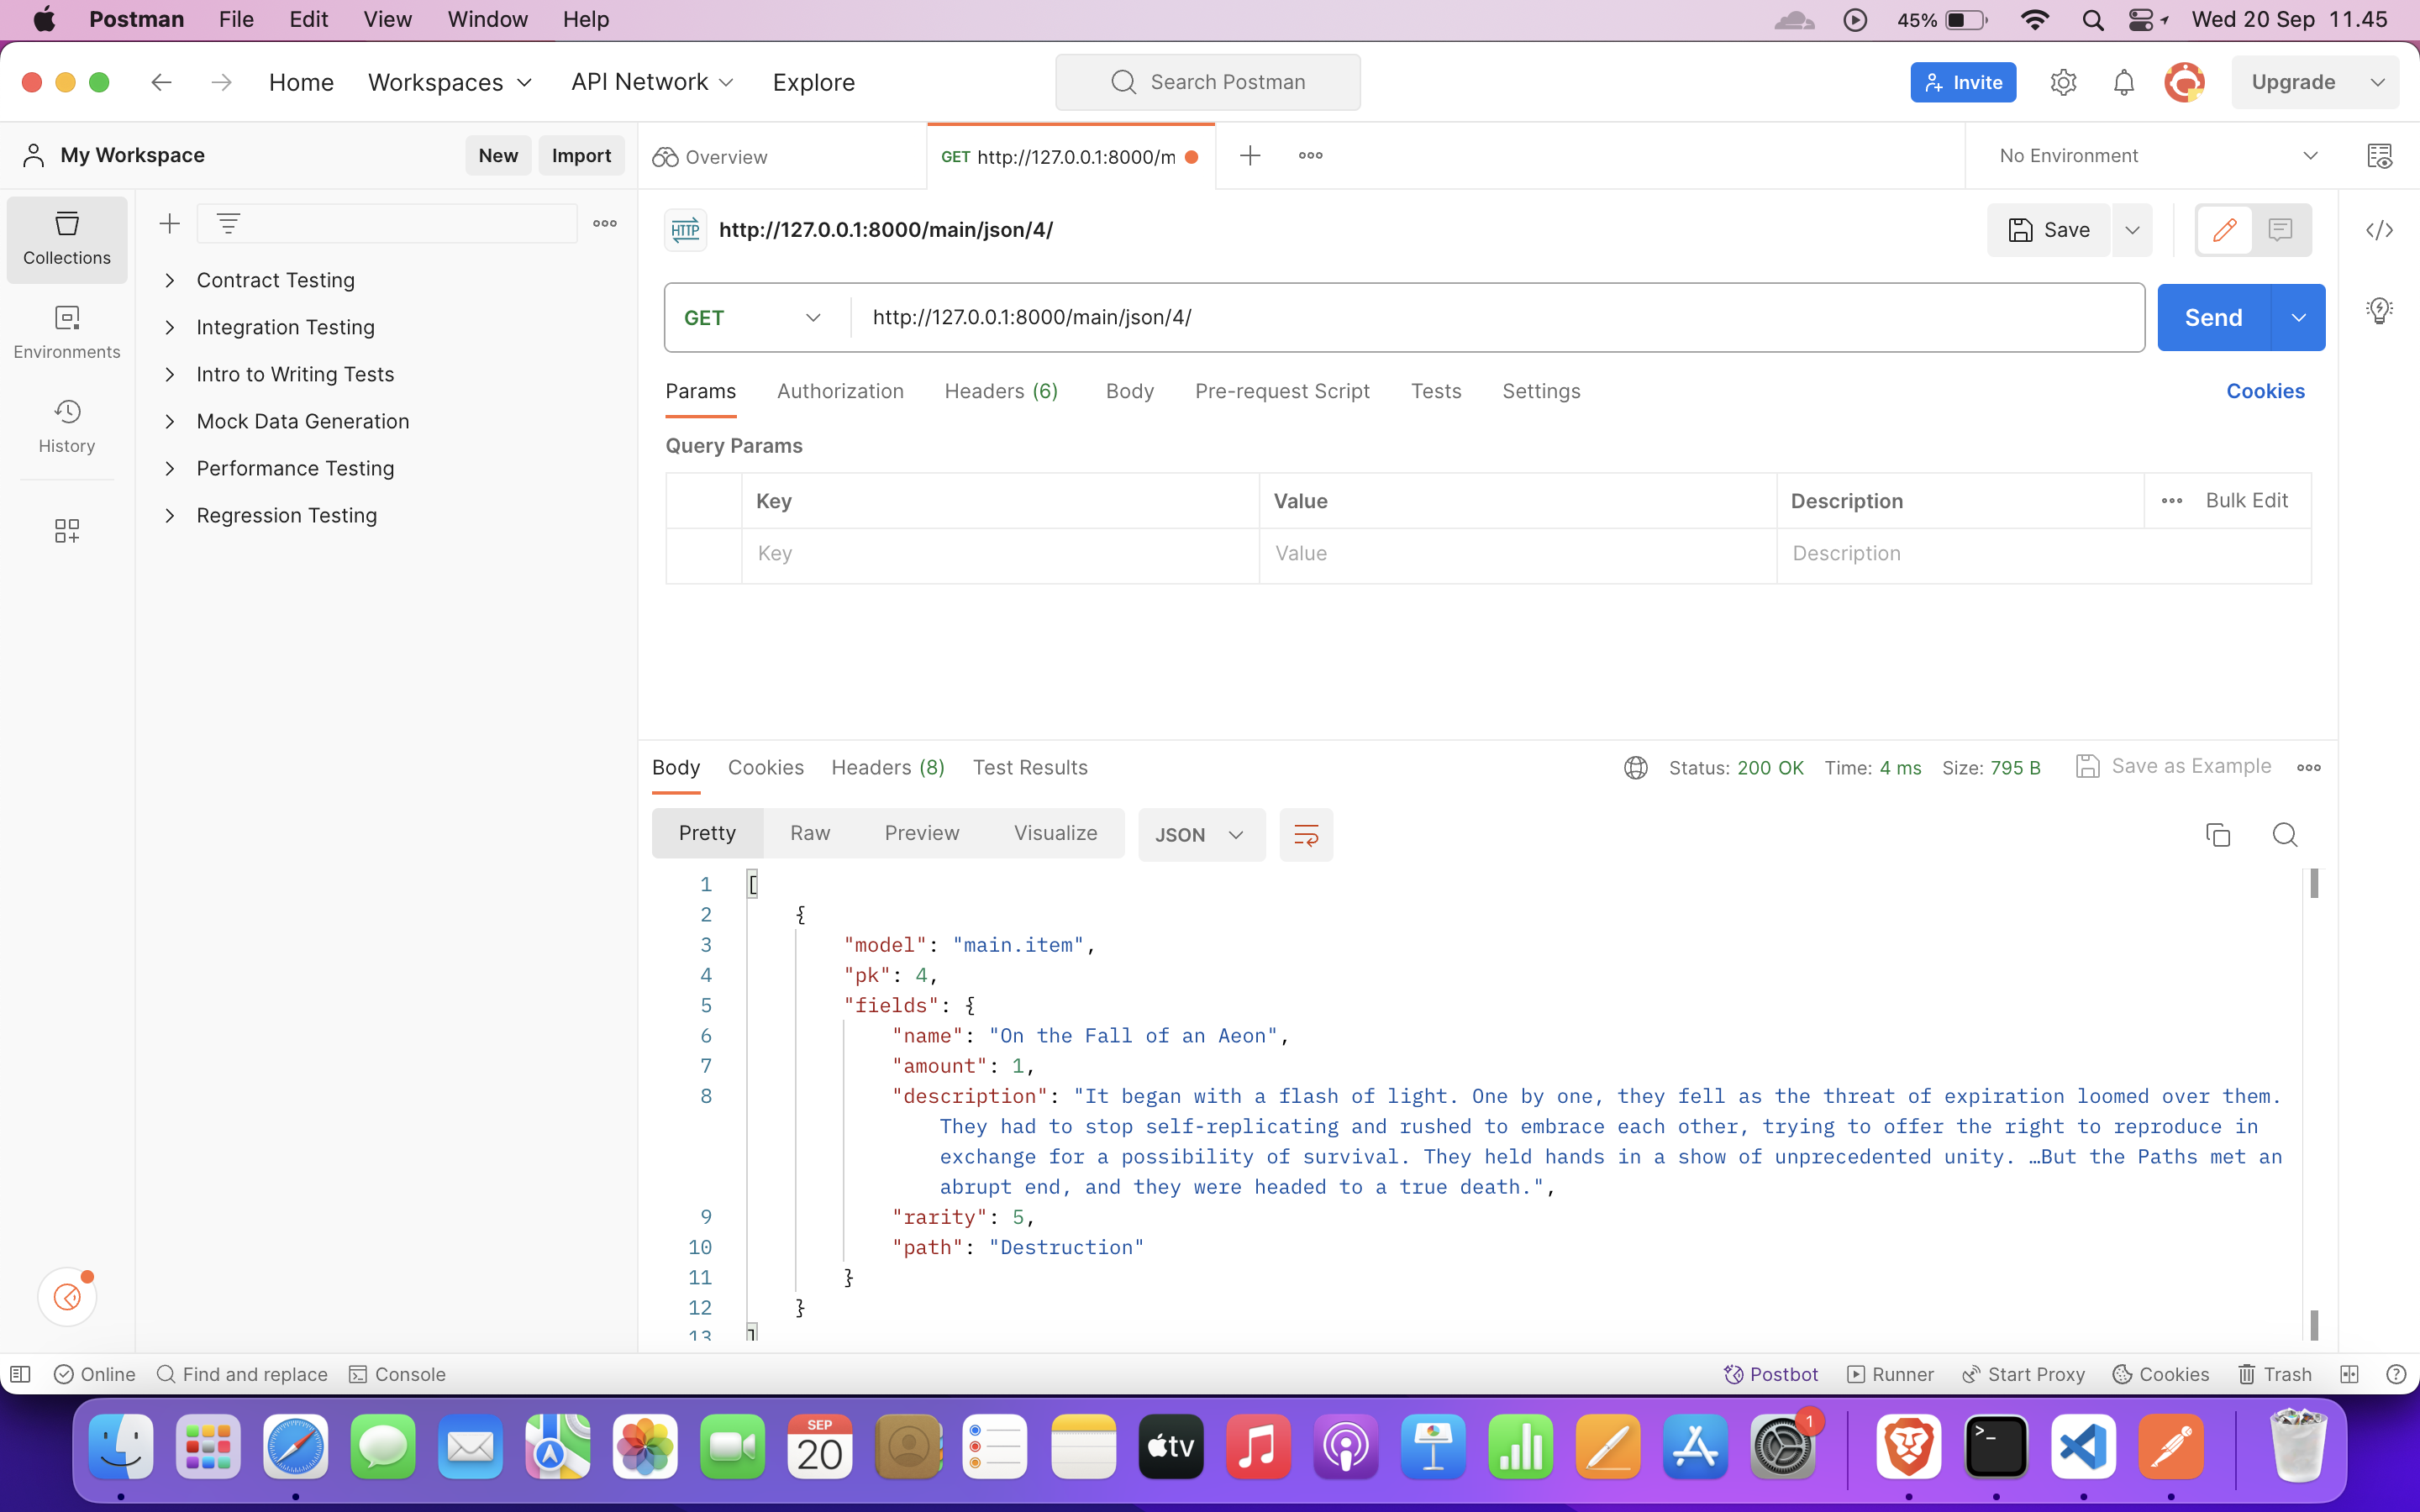 Postman File Edit View Window Help 45% Wed 20 Sep 11.45
Home Workspaces API Network Explore Search Postman Invite Upgrade
My Workspace New Import Overview GET http://127.0.0.1:8000/m No Environment
Collections
Environments
History
Contract Testing
Integration Testing
Intro to Writing Tests
Mock Data Generation
Performance Testing
Regression Testing
HTTP http://127.0.0.1:8000/main/json/4/ Save
GET http://127.0.0.1:8000/main/json/4/ Send
Params Authorization Headers (6) Body Pre-request Script Tests Settings Cookies
Query Params
Key Value Description Bulk Edit
Key Value Description
Body Cookies Headers (8) Test Results Status: 200 OK Time: 4 ms Size: 795 B Save as Example
Pretty Raw Preview Visualize JSON
1 [
2 {
3 "model": "main.item",
4 "pk": 4,
5 "fields": {
6 "name": "On the Fall of an Aeon",
7 "amount": 1,
8 "description": "It began with a flash of light. One by one, they fell as the threat of expiration loomed over them.
They had to stop self-replicating and rushed to embrace each other, trying to offer the right to reproduce in
exchange for a possibility of survival. They held hands in a show of unprecedented unity. …But the Paths met an
abrupt end, and they were headed to a true death.",
9 "rarity": 5,
10 "path": "Destruction"
11 }
12 }
13 ]
Online Find and replace Console Postbot Runner Start Proxy Cookies Trash
SEP
20
tv
1